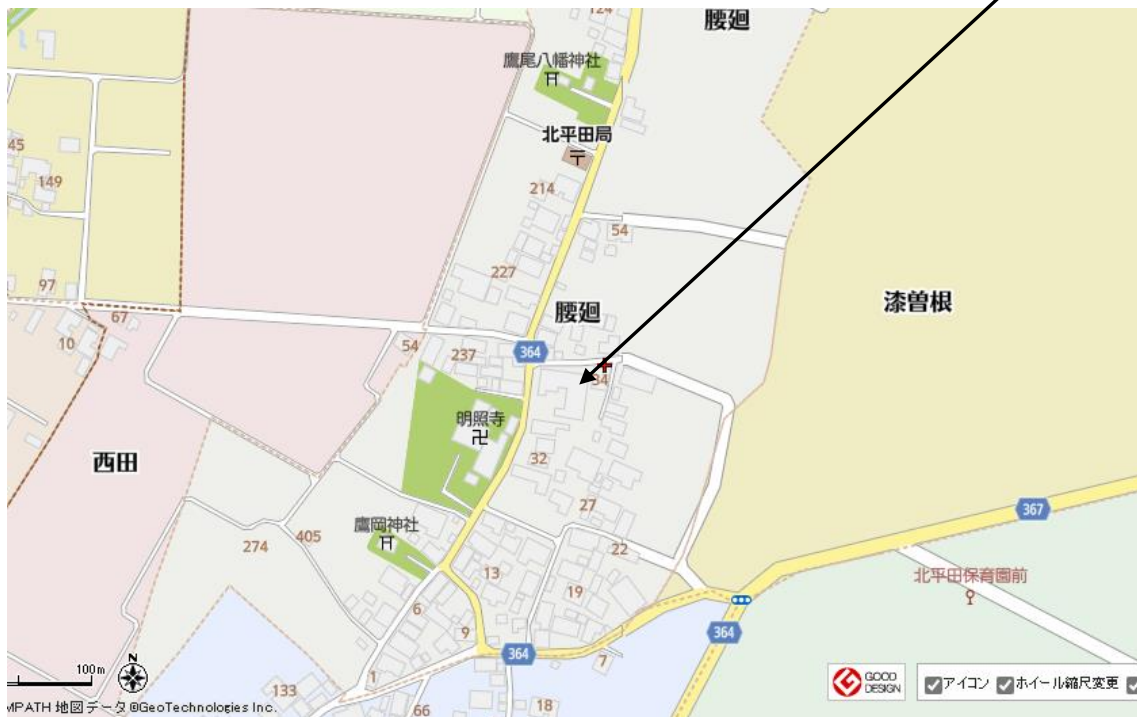 124
腰廻
鷹尾八幡神社
北平田局
〒
45
149
214
54
227
漆曽根
97
67
腰廻
10
54
237
364
34
明照寺
卍
西田
32
27
367
鷹岡神社
274
405
22
北平田保育園前
13
19
6
9
364
364
7
1
100m
N
133
66
18
GOOD DESIGN
アイコン ホイール縮尺変更
MPATH 地図データ ©GeoTechnologies Inc.